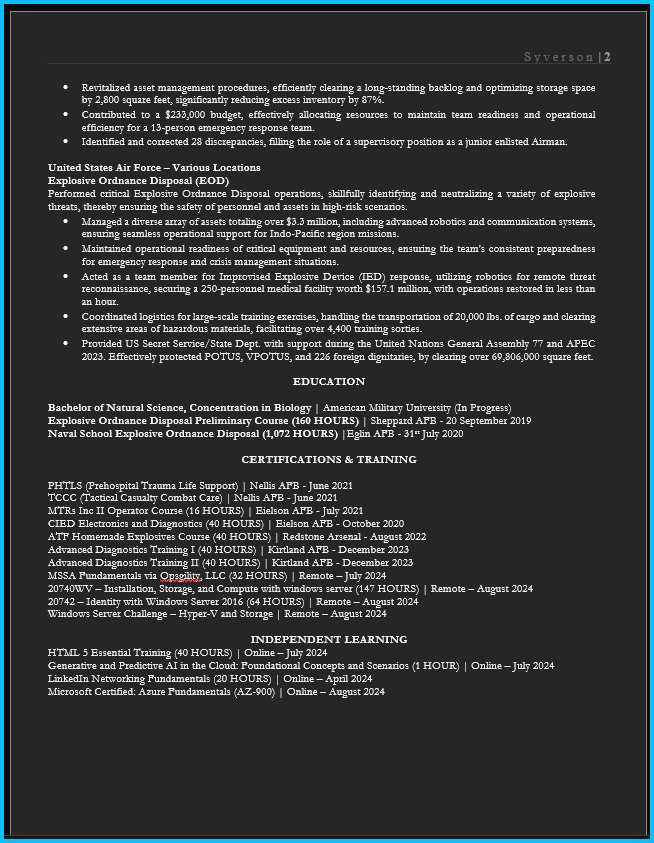 Syverson | 2
• Revitalized asset management procedures, efficiently clearing a long-standing backlog and optimizing storage space
by 2,800 square feet, significantly reducing excess inventory by 87%.
• Contributed to a $233,000 budget, effectively allocating resources to maintain team readiness and operational
efficiency for a 13-person emergency response team.
• Identified and corrected 28 discrepancies, filling the role of a supervisory position as a junior enlisted Airman.
United States Air Force – Various Locations
Explosive Ordnance Disposal (EOD)
Performed critical Explosive Ordnance Disposal operations, skillfully identifying and neutralizing a variety of explosive
threats, thereby ensuring the safety of personnel and assets in high-risk scenarios.
• Managed a diverse array of assets totaling over $3.3 million, including advanced robotics and communication systems,
ensuring seamless operational support for Indo-Pacific region missions.
• Maintained operational readiness of critical equipment and resources, ensuring the team's consistent preparedness
for emergency response and crisis management situations.
• Acted as a team member for Improvised Explosive Device (IED) response, utilizing robotics for remote threat
reconnaissance, securing a 250-personnel medical facility worth $157.1 million, with operations restored in less than
an hour.
• Coordinated logistics for large-scale training exercises, handling the transportation of 20,000 lbs. of cargo and clearing
extensive areas of hazardous materials, facilitating over 4,400 training sorties.
• Provided US Secret Service/State Dept. with support during the United Nations General Assembly 77 and APEC
2023. Effectively protected POTUS, VPOTUS, and 226 foreign dignitaries, by clearing over 69,806,000 square feet.
EDUCATION
Bachelor of Natural Science, Concentration in Biology | American Military University (In Progress)
Explosive Ordnance Disposal Preliminary Course (160 HOURS) | Sheppard AFB - 20 September 2019
Naval School Explosive Ordnance Disposal (1,072 HOURS) |Eglin AFB - 31st July 2020
CERTIFICATIONS & TRAINING
PHTLS (Prehospital Trauma Life Support) | Nellis AFB - June 2021
TCCC (Tactical Casualty Combat Care) | Nellis AFB - June 2021
MTRs Inc II Operator Course (16 HOURS) | Eielson AFB - July 2021
CIED Electronics and Diagnostics (40 HOURS) | Eielson AFB - October 2020
ATF Homemade Explosives Course (40 HOURS) | Redstone Arsenal - August 2022
Advanced Diagnostics Training I (40 HOURS) | Kirtland AFB - December 2023
Advanced Diagnostics Training II (40 HOURS) | Kirtland AFB - December 2023
MSSA Fundamentals via Opsgility, LLC (32 HOURS) | Remote – July 2024
20740WV – Installation, Storage, and Compute with windows server (147 HOURS) | Remote – August 2024
20742 – Identity with Windows Server 2016 (64 HOURS) | Remote – August 2024
Windows Server Challenge – Hyper-V and Storage | Remote – August 2024
INDEPENDENT LEARNING
HTML 5 Essential Training (40 HOURS) | Online – July 2024
Generative and Predictive AI in the Cloud: Foundational Concepts and Scenarios (1 HOUR) | Online – July 2024
LinkedIn Networking Fundamentals (20 HOURS) | Online – April 2024
Microsoft Certified: Azure Fundamentals (AZ-900) | Online – August 2024